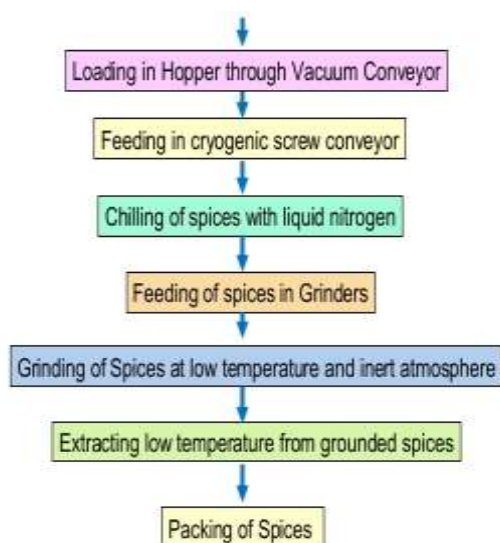 Loading in Hopper through Vacuum Conveyor
Feeding in cryogenic screw conveyor
Chilling of spices with liquid nitrogen
Feeding of spices in Grinders
Grinding of Spices at low temperature and inert atmosphere
Extracting low temperature from grounded spices
Packing of Spices